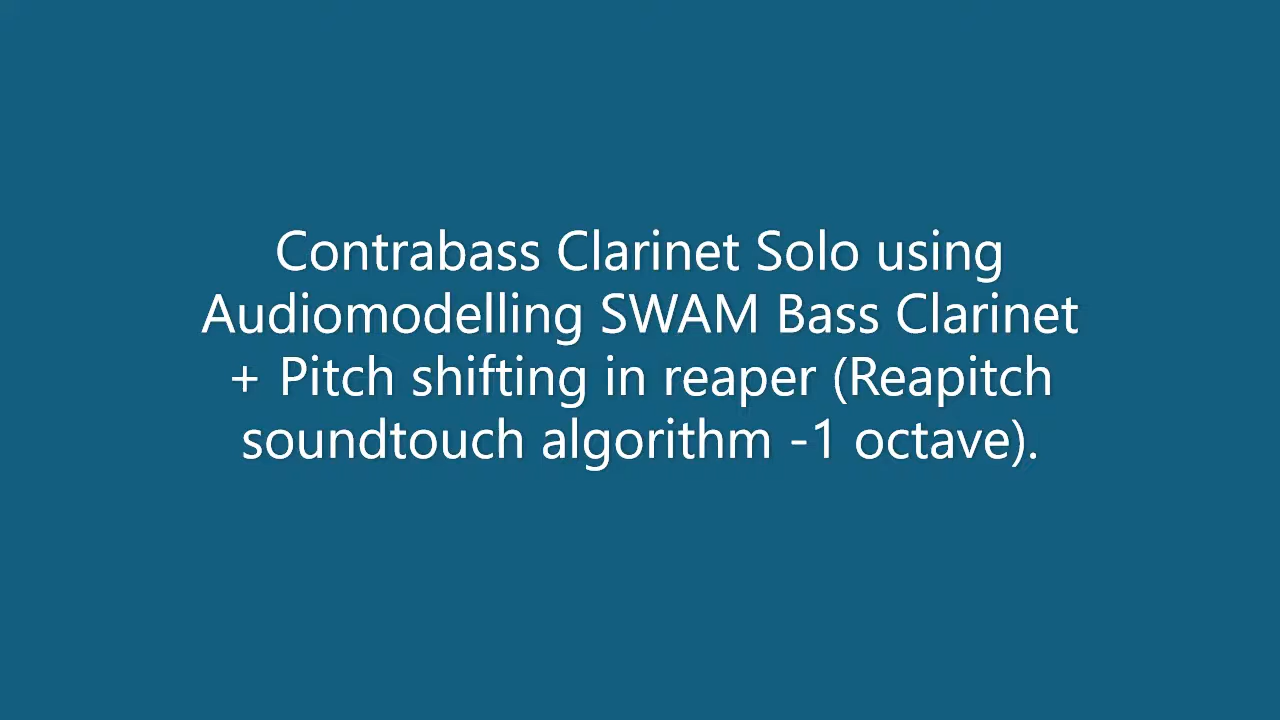 Contrabass Clarinet Solo using
Audiomodelling SWAM Bass Clarinet
+ Pitch shifting in reaper (Reapitch
soundtouch algorithm -1 octave).